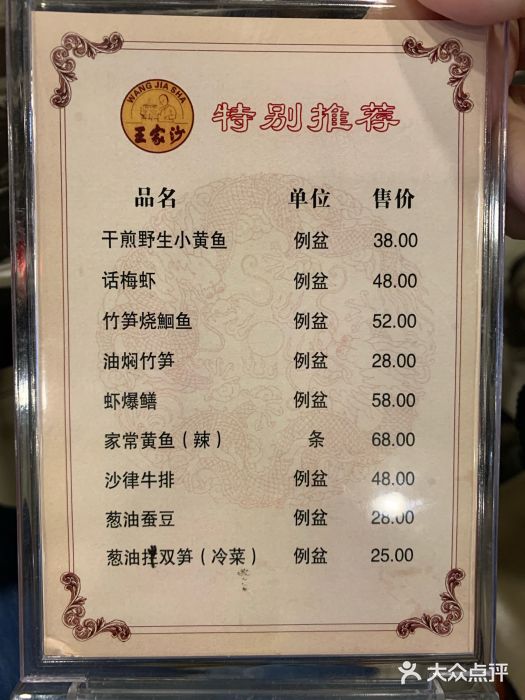 WANG JIA SHA
王家沙
特别推荐
品名 单位 售价
干煎野生小黄鱼 例盆 38.00
话梅虾 例盆 48.00
竹笋烧鮰鱼 例盆 52.00
油焖竹笋 例盆 28.00
虾爆鳝 例盆 58.00
家常黄鱼（辣） 条 68.00
沙律牛排 例盆 48.00
葱油蚕豆 例盆 28.00
葱油拌双笋（冷菜） 例盆 25.00
大众点评